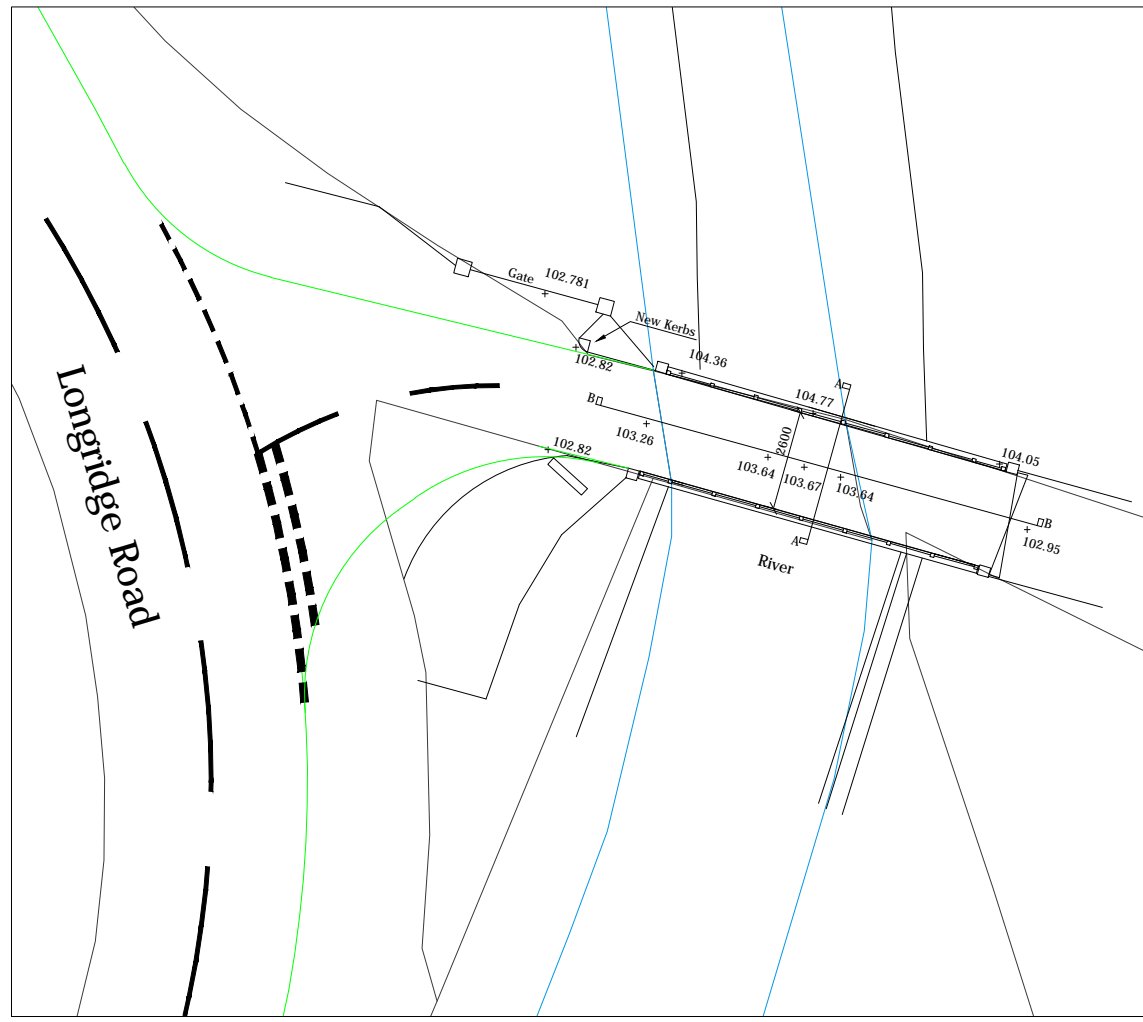 Gate
102.781
New Kerbs
104.36
102.82
A
104.77
B
103.26
2600
102.82
104.05
103.64
103.67
103.64
B
102.95
A
River
Longridge Road